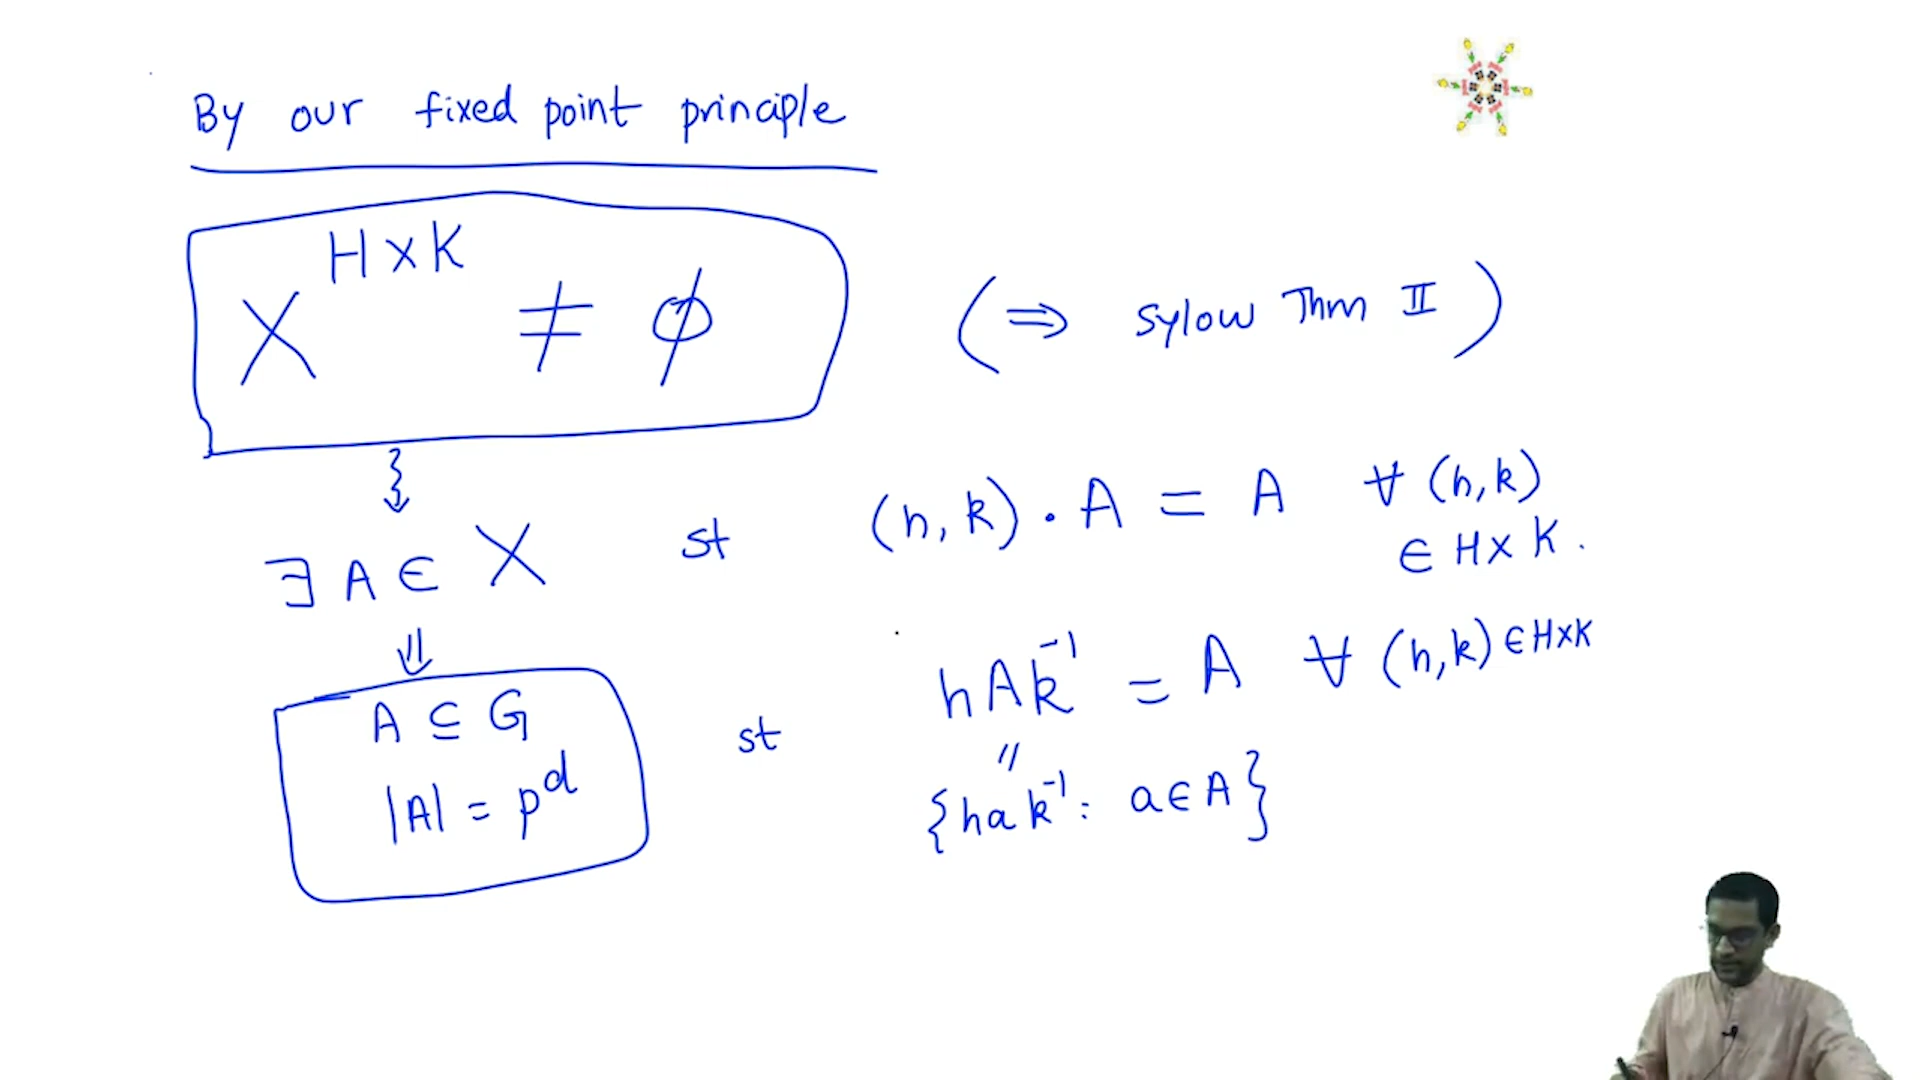 By our fixed point principle
X^{H×K} ≠ ∅ (⇒ Sylow Thm II)
∃ A ∈ X st (h,k)·A = A ∀ (h,k)
∈ H×K.
A ⊆ G st hAk⁻¹ = A ∀ (h,k) ∈ H×K
|A| = p^d
{hak⁻¹ : a∈A}